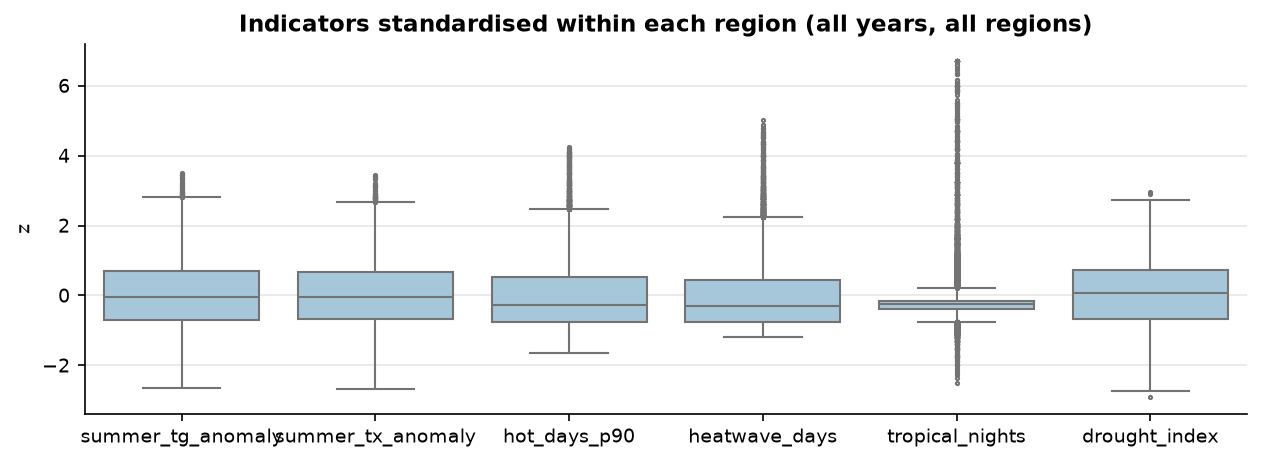 Indicators standardised within each region (all years, all regions)
z
6
4
2
0
−2
summer_tg_anomaly
summer_tx_anomaly
hot_days_p90
heatwave_days
tropical_nights
drought_index